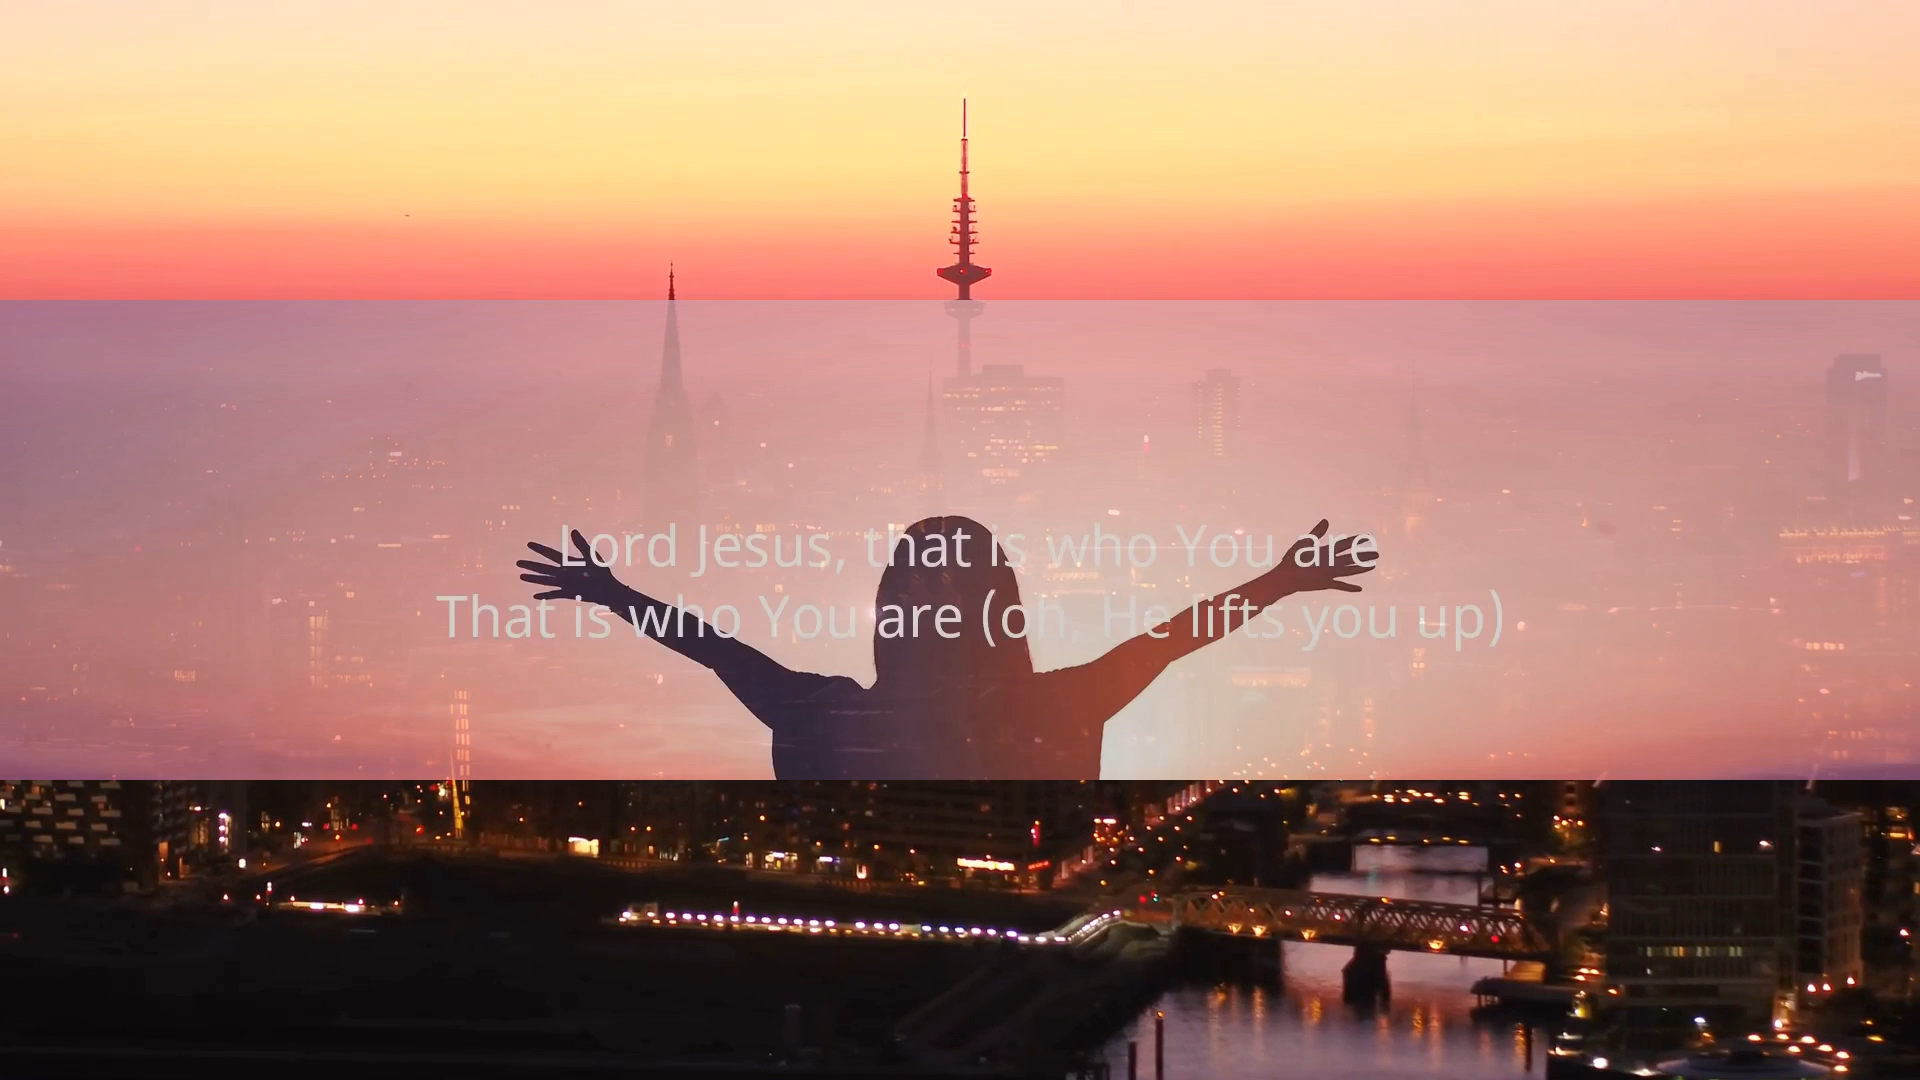 Lord Jesus, that is who You are
That is who You are (oh, He lifts you up)